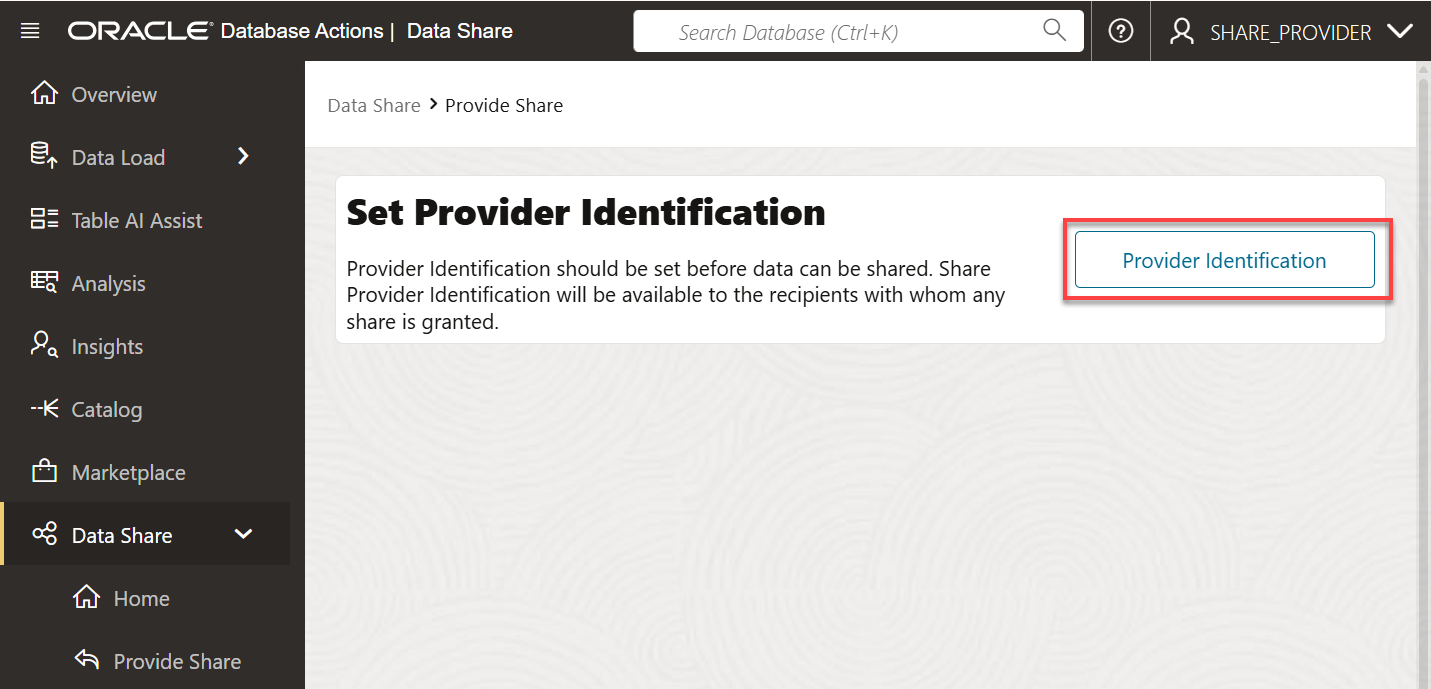 ORACLE® Database Actions | Data Share
Search Database (Ctrl+K)
SHARE_PROVIDER
Overview
Data Load
Table AI Assist
Analysis
Insights
Catalog
Marketplace
Data Share
Home
Provide Share
Data Share > Provide Share
Set Provider Identification
Provider Identification should be set before data can be shared. Share
Provider Identification will be available to the recipients with whom any
share is granted.
Provider Identification